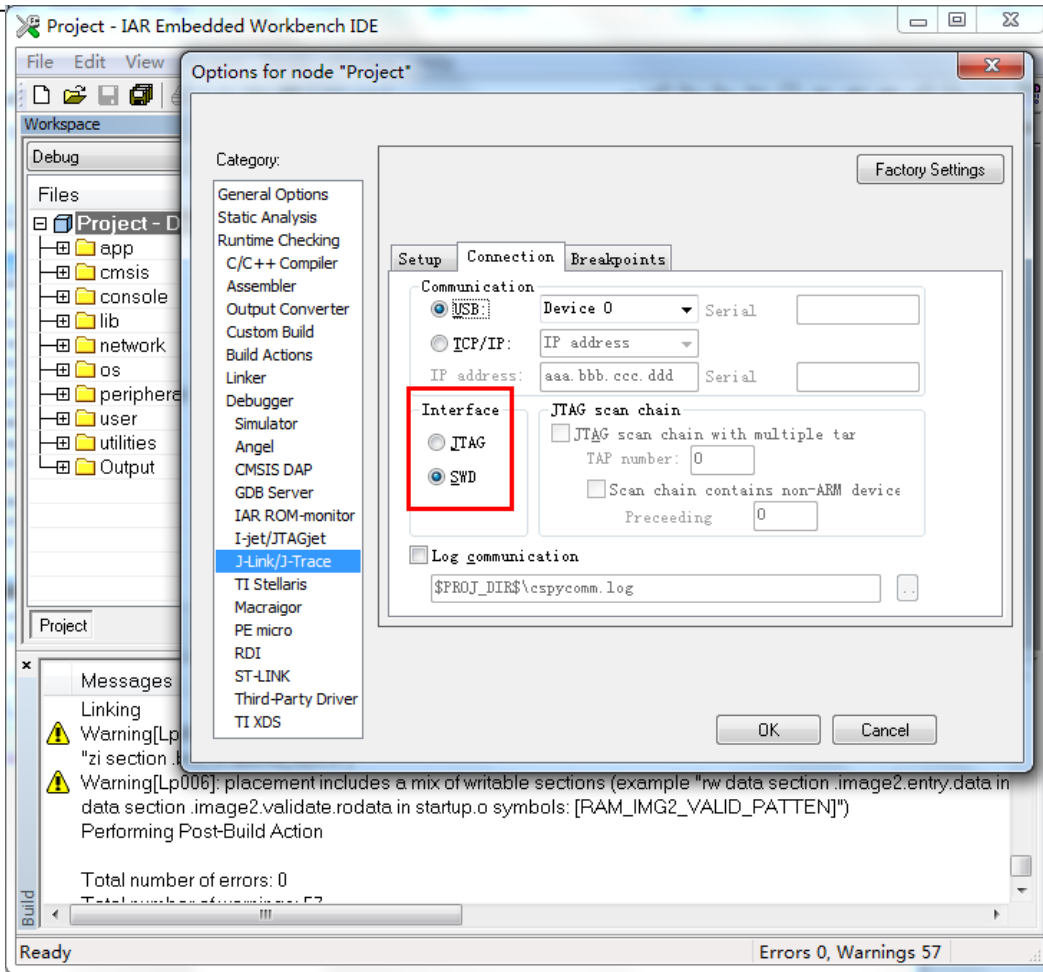 Project - IAR Embedded Workbench IDE
File Edit View
Options for node "Project"
Workspace
Debug
Files
Project - D
app
cmsis
console
lib
network
os
periphera
user
utilities
Output
Project
Category:
General Options
Static Analysis
Runtime Checking
C/C++ Compiler
Assembler
Output Converter
Custom Build
Build Actions
Linker
Debugger
Simulator
Angel
CMSIS DAP
GDB Server
IAR ROM-monitor
I-jet/JTAGjet
J-Link/J-Trace
TI Stellaris
Macraigor
PE micro
RDI
ST-LINK
Third-Party Driver
TI XDS
Factory Settings
Setup Connection Breakpoints
Communication
USB: Device 0 Serial
TCP/IP: IP address
IP address: aaa.bbb.ccc.ddd Serial
Interface
JTAG
SWD
JTAG scan chain
JTAG scan chain with multiple tar
TAP number: 0
Scan chain contains non-ARM device
Preceeding 0
Log communication
$PROJ_DIR$\cspycomm.log
..
OK Cancel
Messages
Linking
Warning[Lp
"zi section .b
Warning[Lp006]: placement includes a mix of writable sections (example "rw data section .image2.entry.data in
data section .image2.validate.rodata in startup.o symbols: [RAM_IMG2_VALID_PATTEN]")
Performing Post-Build Action
Total number of errors: 0
Total number of warnings: 57
Build
Ready
Errors 0, Warnings 57